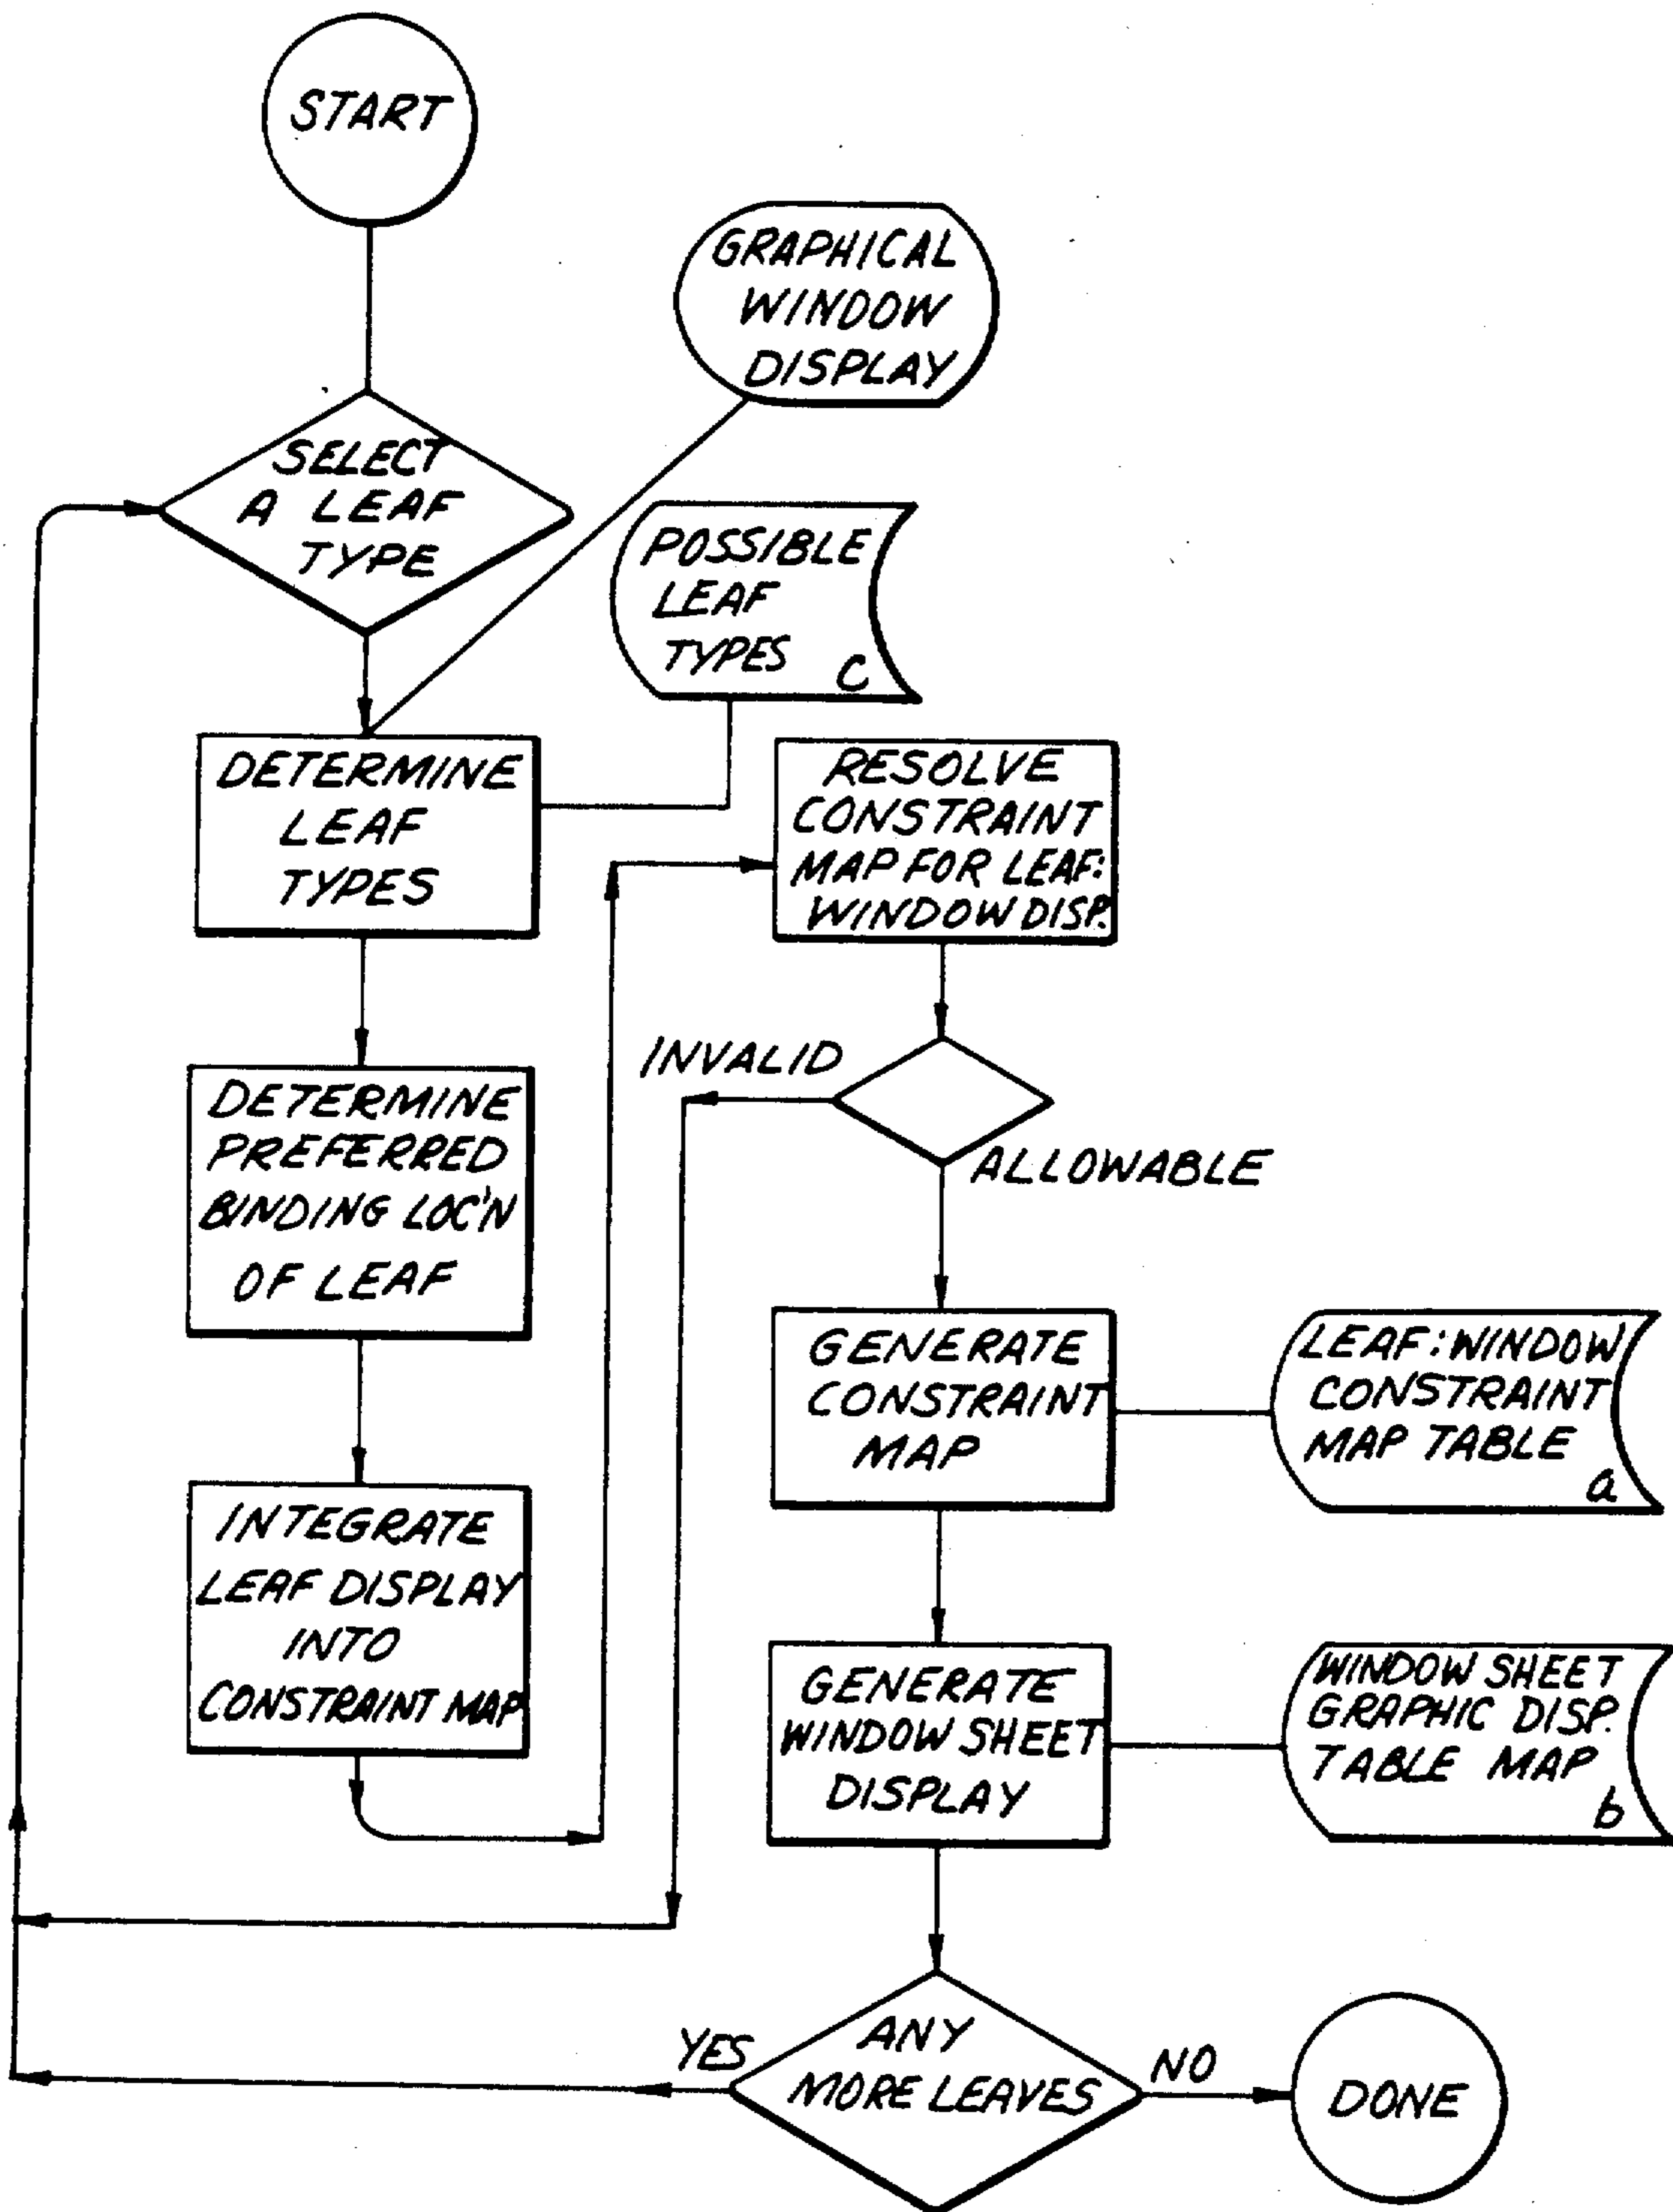 START
GRAPHICAL
WINDOW
DISPLAY
SELECT
A LEAF
TYPE
POSSIBLE
LEAF
TYPES
C
DETERMINE
LEAF
TYPES
DETERMINE
PREFERRED
BINDING LOC'N
OF LEAF
INTEGRATE
LEAF DISPLAY
INTO
CONSTRAINT MAP
RESOLVE
CONSTRAINT
MAP FOR LEAF:
WINDOW DISP.
INVALID
ALLOWABLE
GENERATE
CONSTRAINT
MAP
LEAF:WINDOW
CONSTRAINT
MAP TABLE
a
GENERATE
WINDOW SHEET
DISPLAY
WINDOW SHEET
GRAPHIC DISP.
TABLE MAP
b
YES
ANY
MORE LEAVES
NO
DONE